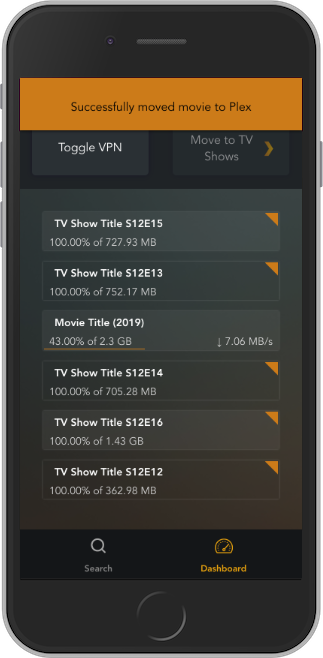 Successfully moved movie to Plex
Toggle VPN
Move to TV
Shows
TV Show Title S12E15
100.00% of 727.93 MB
TV Show Title S12E13
100.00% of 752.17 MB
Movie Title (2019)
43.00% of 2.3 GB ↓ 7.06 MB/s
TV Show Title S12E14
100.00% of 705.28 MB
TV Show Title S12E16
100.00% of 1.43 GB
TV Show Title S12E12
100.00% of 362.98 MB
Search
Dashboard